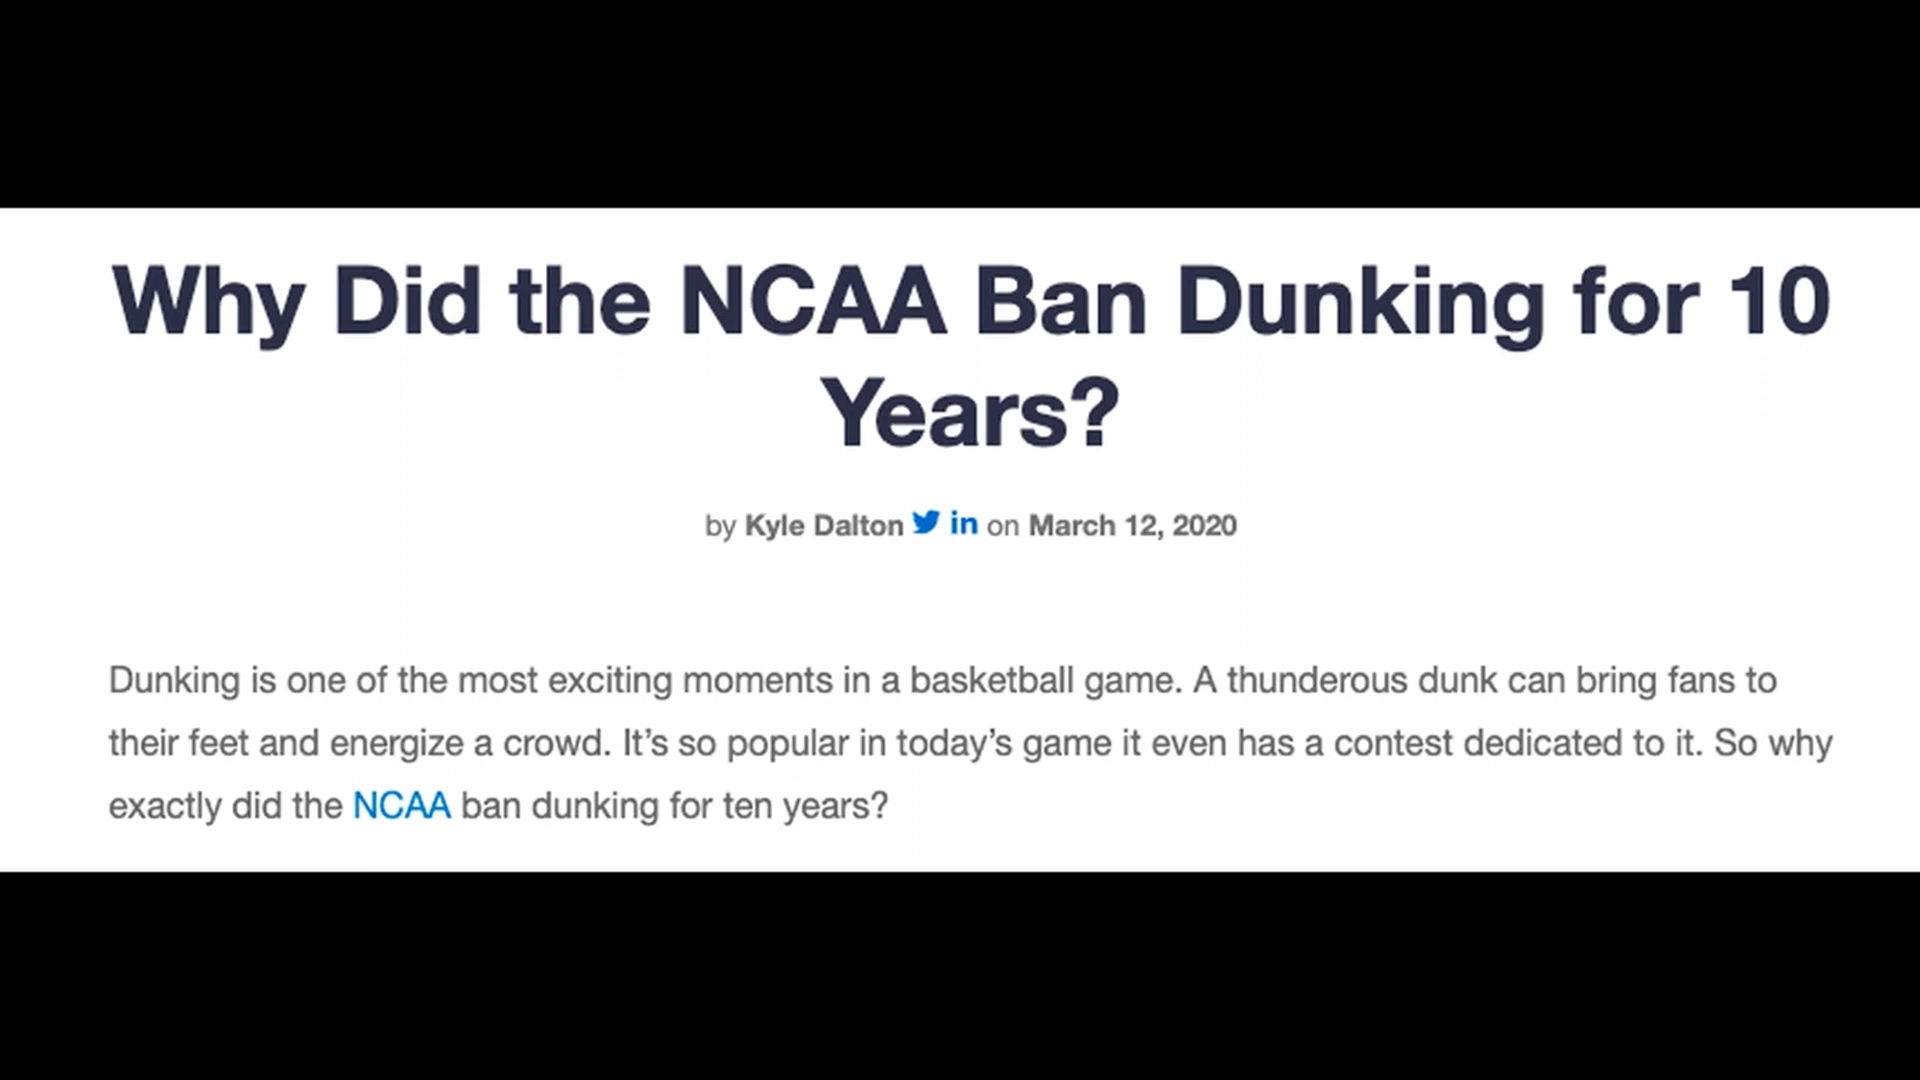 Why Did the NCAA Ban Dunking for 10
Years?
by Kyle Dalton in on March 12, 2020
Dunking is one of the most exciting moments in a basketball game. A thunderous dunk can bring fans to
their feet and energize a crowd. It’s so popular in today’s game it even has a contest dedicated to it. So why
exactly did the NCAA ban dunking for ten years?